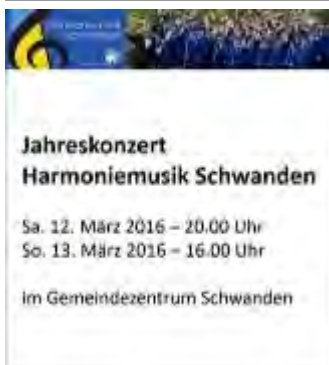 Jahreskonzert
Harmoniemusik Schwanden
Sa. 12. März 2016 – 20.00 Uhr
So. 13. März 2016 – 16.00 Uhr
im Gemeindezentrum Schwanden